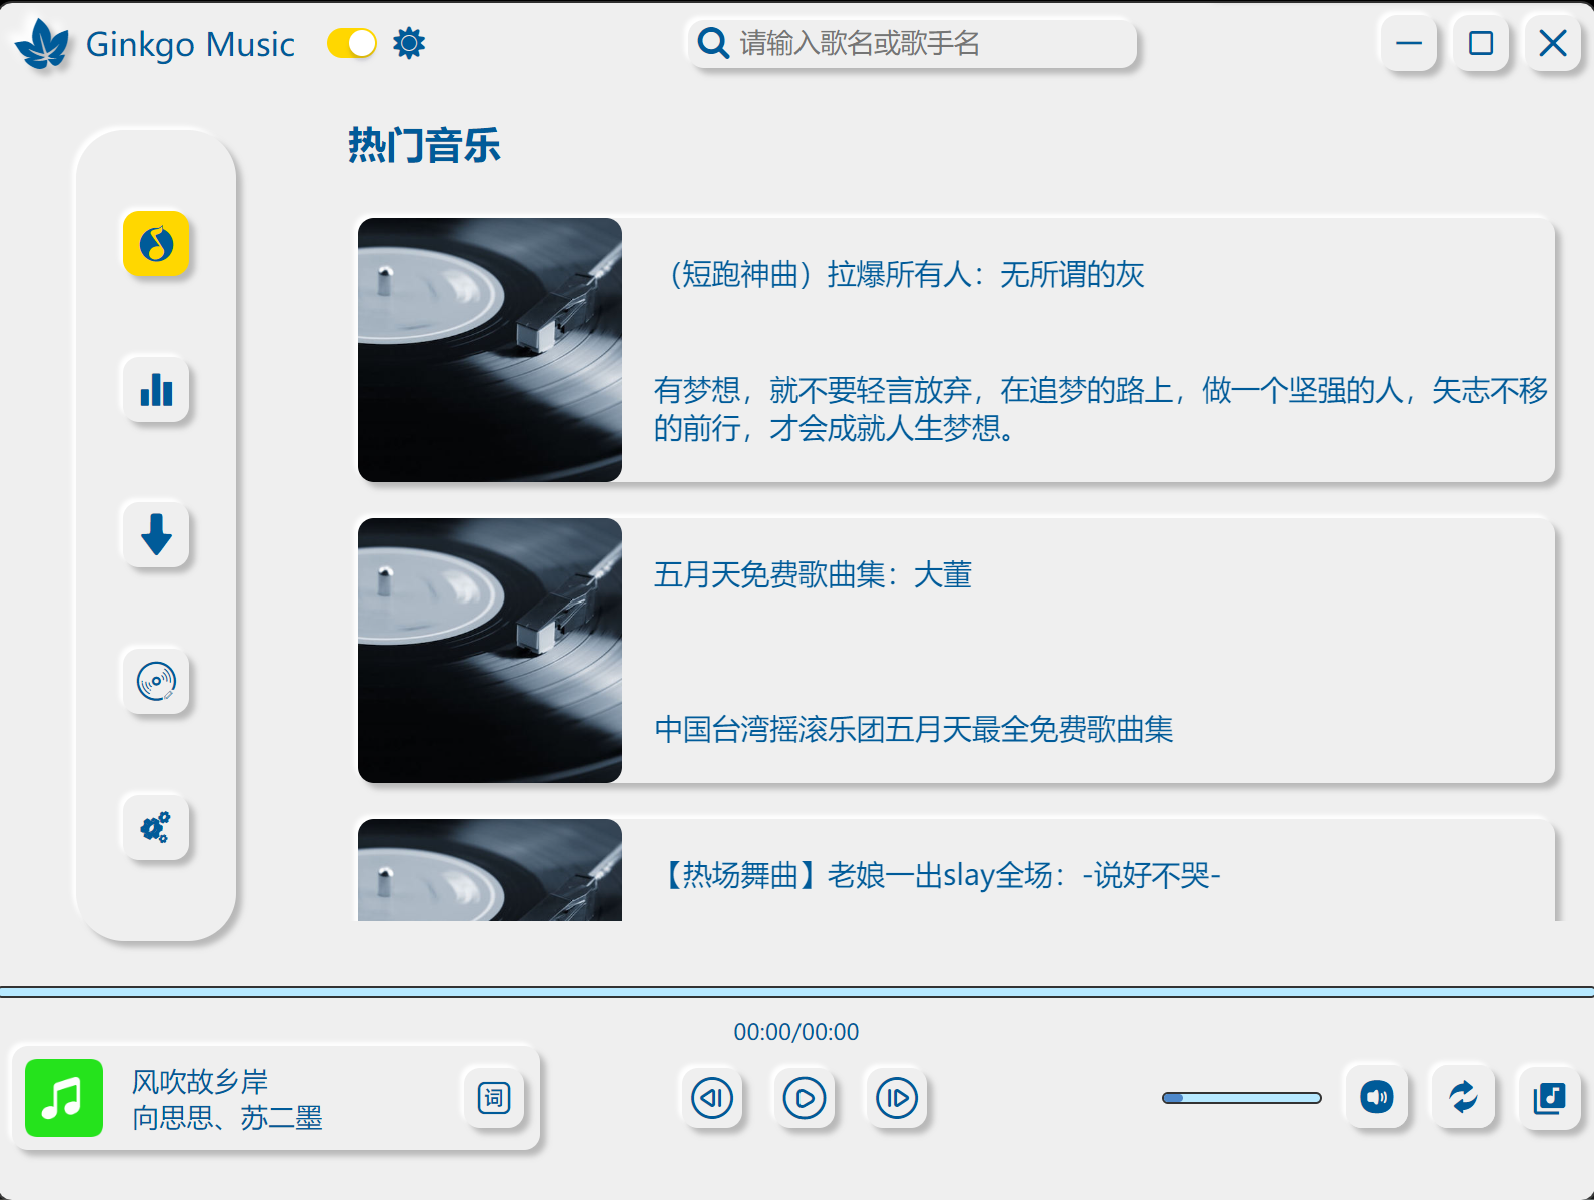 Ginkgo Music
请输入歌名或歌手名
热门音乐
（短跑神曲）拉爆所有人：无所谓的灰
有梦想，就不要轻言放弃，在追梦的路上，做一个坚强的人，矢志不移
的前行，才会成就人生梦想。
五月天免费歌曲集：大董
中国台湾摇滚乐团五月天最全免费歌曲集
【热场舞曲】老娘一出slay全场：-说好不哭-
00:00/00:00
风吹故乡岸
向思思、苏二墨
词